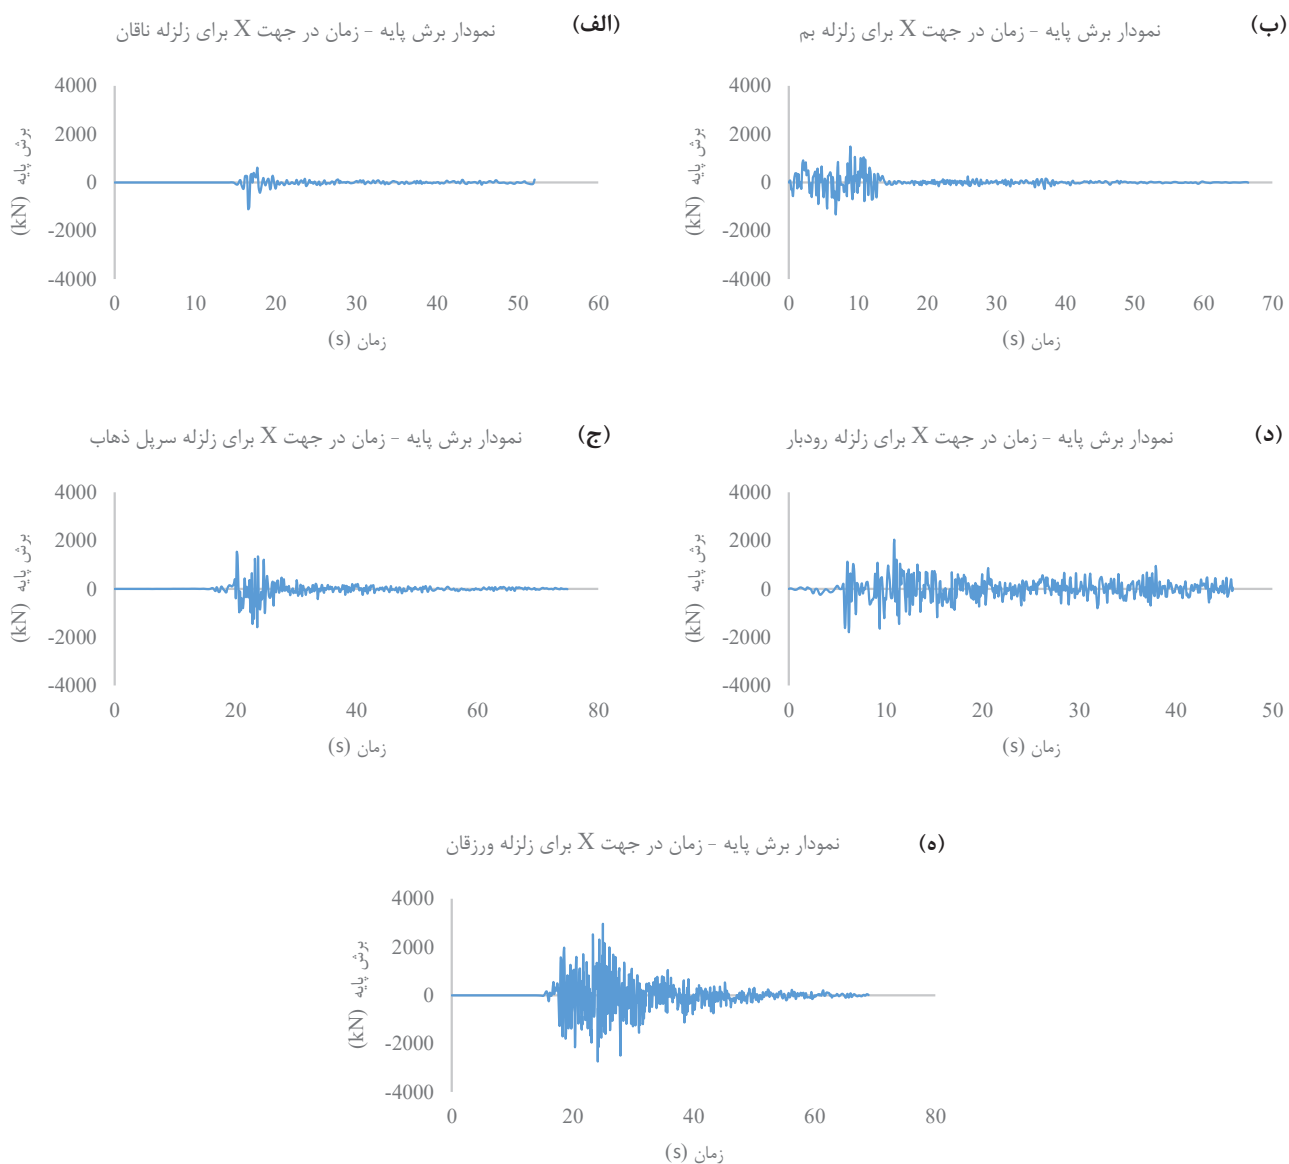 (الف)
نمودار برش پایه - زمان در جهت X برای زلزله ناقان
برش پایه (kN)
4000
2000
0
-2000
-4000
0 10 20 30 40 50 60
زمان (s)
(ب)
نمودار برش پایه - زمان در جهت X برای زلزله بم
برش پایه (kN)
4000
2000
0
-2000
-4000
0 10 20 30 40 50 60 70
زمان (s)
(ج)
نمودار برش پایه - زمان در جهت X برای زلزله سرپل ذهاب
برش پایه (kN)
4000
2000
0
-2000
-4000
0 20 40 60 80
زمان (s)
(د)
نمودار برش پایه - زمان در جهت X برای زلزله رودبار
برش پایه (kN)
4000
2000
0
-2000
-4000
0 10 20 30 40 50
زمان (s)
(ه)
نمودار برش پایه - زمان در جهت X برای زلزله ورزقان
برش پایه (kN)
4000
2000
0
-2000
-4000
0 20 40 60 80
زمان (s)